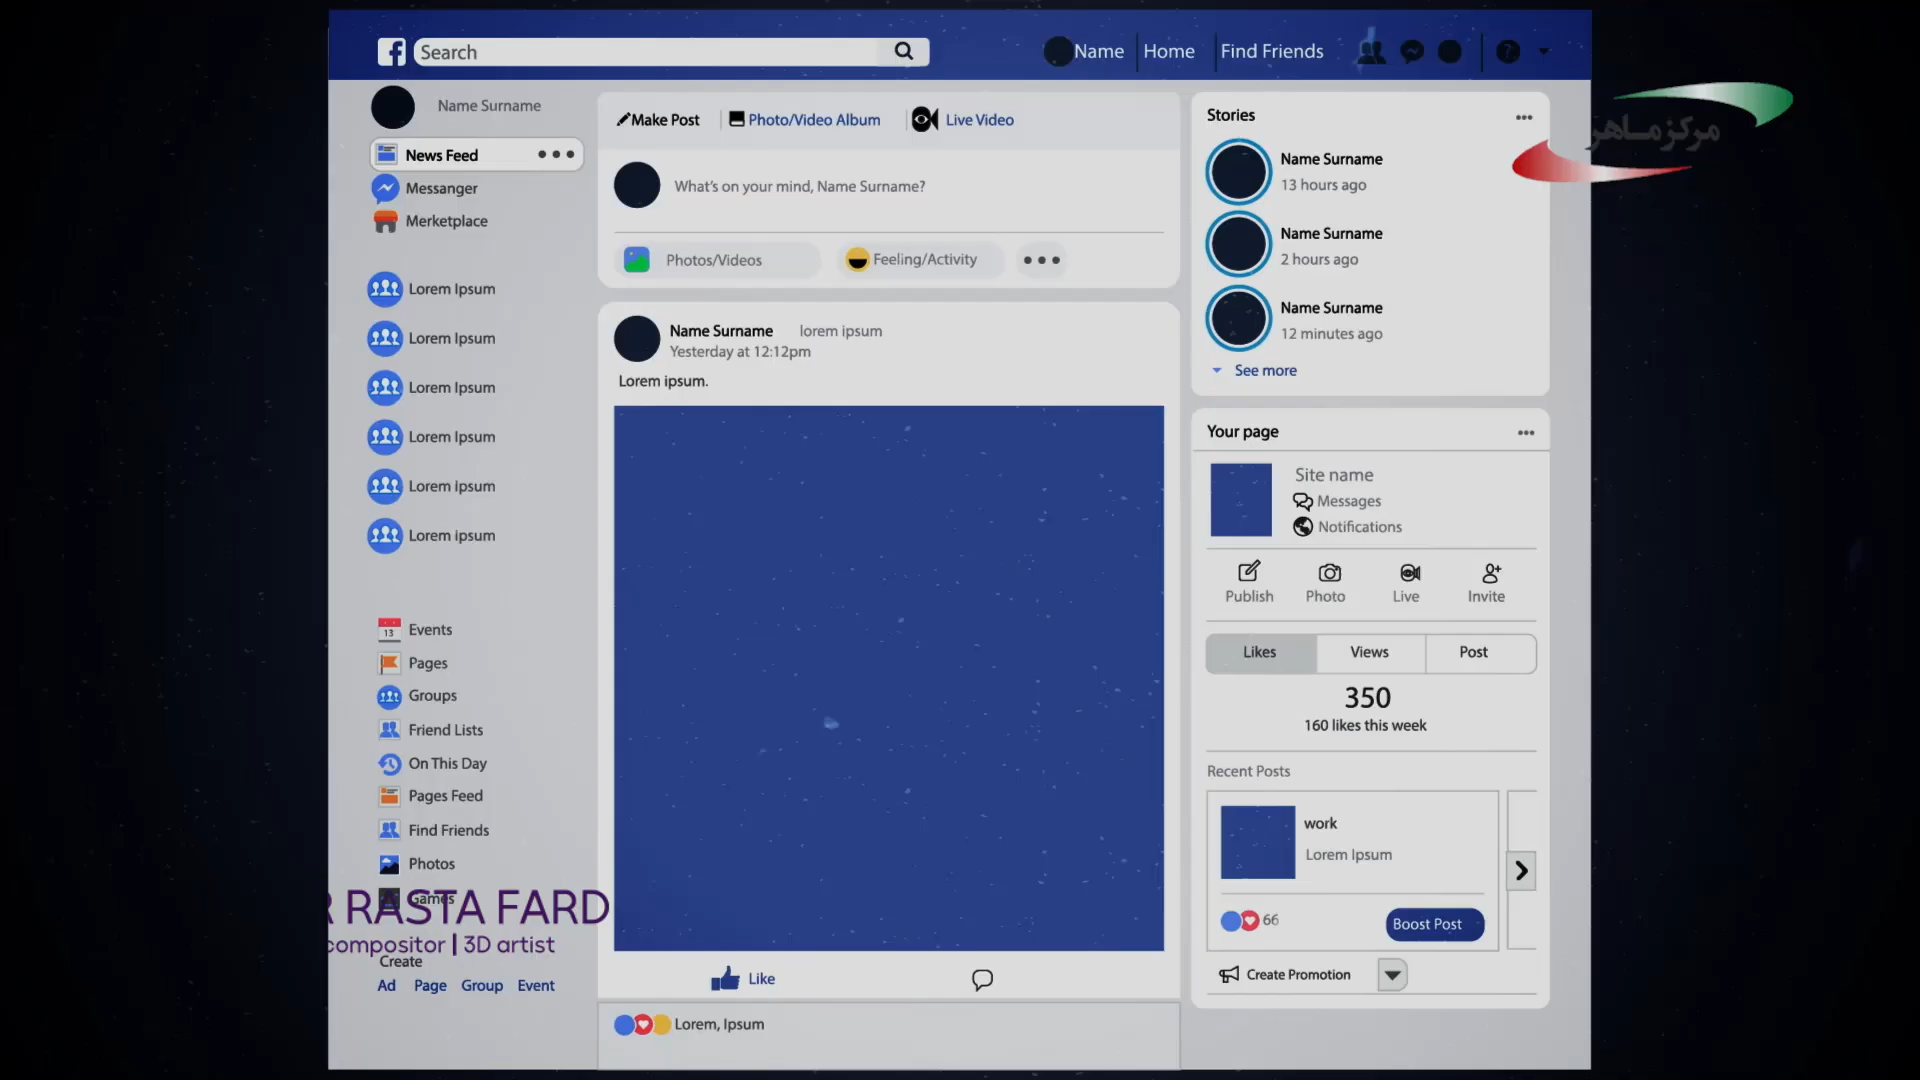 Search
Name
Home
Find Friends
Name Surname
News Feed
Messanger
Merketplace
Lorem Ipsum
Lorem Ipsum
Lorem Ipsum
Lorem Ipsum
Lorem ipsum
Lorem ipsum
Events
13
Pages
Groups
Friend Lists
On This Day
Pages Feed
Find Friends
Photos
Games
R RASTA FARD
compositor | 3D artist
Create
Ad Page Group Event
Make Post
Photo/Video Album
Live Video
What's on your mind, Name Surname?
Photos/Videos
Feeling/Activity
Name Surname lorem ipsum
Yesterday at 12:12pm
Lorem ipsum.
Like
Lorem, Ipsum
Stories
Name Surname
13 hours ago
Name Surname
2 hours ago
Name Surname
12 minutes ago
See more
Your page
Site name
Messages
Notifications
Publish Photo Live Invite
Likes Views Post
350
160 likes this week
Recent Posts
work
Lorem Ipsum
66
Boost Post
Create Promotion
مرکز ماهر